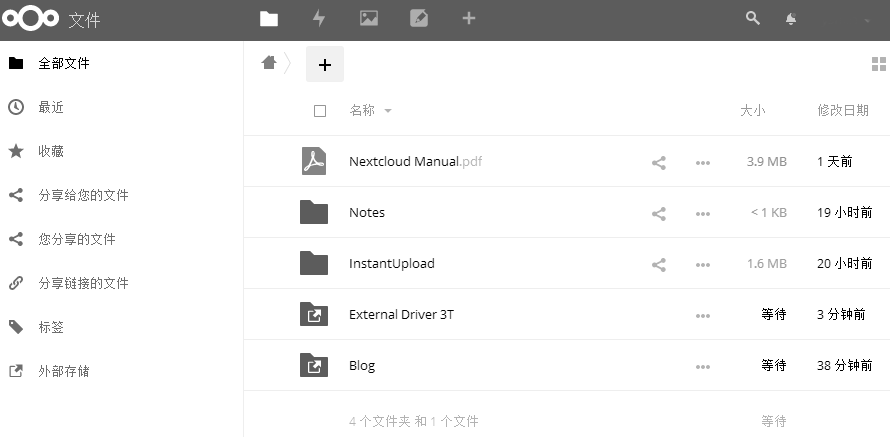 文件
全部文件
最近
收藏
分享给您的文件
您分享的文件
分享链接的文件
标签
外部存储
名称 大小 修改日期
Nextcloud Manual.pdf 3.9 MB 1 天前
Notes < 1 KB 19 小时前
InstantUpload 1.6 MB 20 小时前
External Driver 3T 等待 3 分钟前
Blog 等待 38 分钟前
4 个文件夹 和 1 个文件 等待